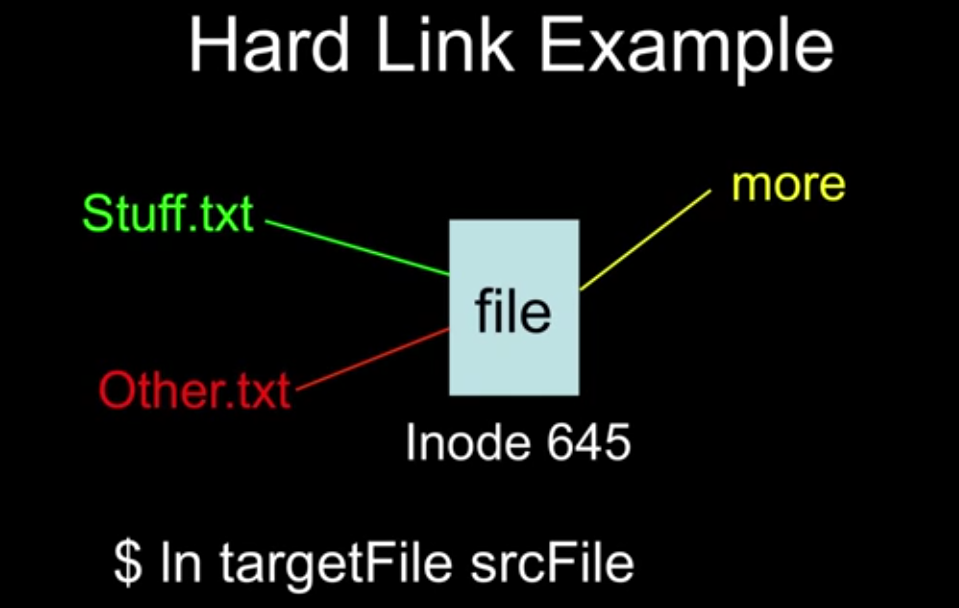 Hard Link Example
more
Stuff.txt
file
Other.txt
Inode 645
$ ln targetFile srcFile